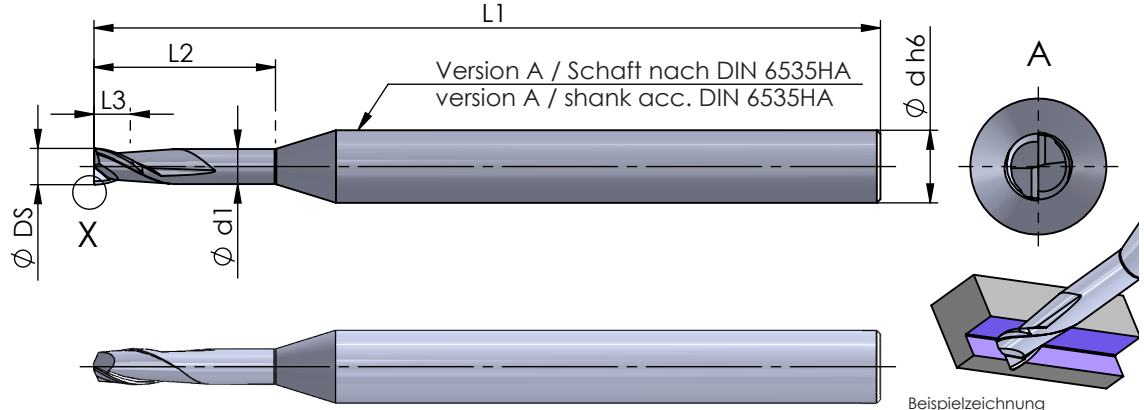 L1
L2
L3
Version A / Schaft nach DIN 6535HA
version A / shank acc. DIN 6535HA
A
Ø d h6
Ø DS
X
Ø d1
Beispielzeichnung